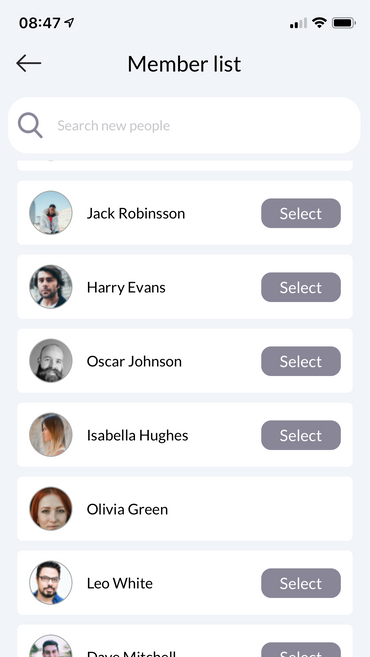 08:47
Member list
Search new people
Jack Robinsson Select
Harry Evans Select
Oscar Johnson Select
Isabella Hughes Select
Olivia Green
Leo White Select
Dave Mitchell Select